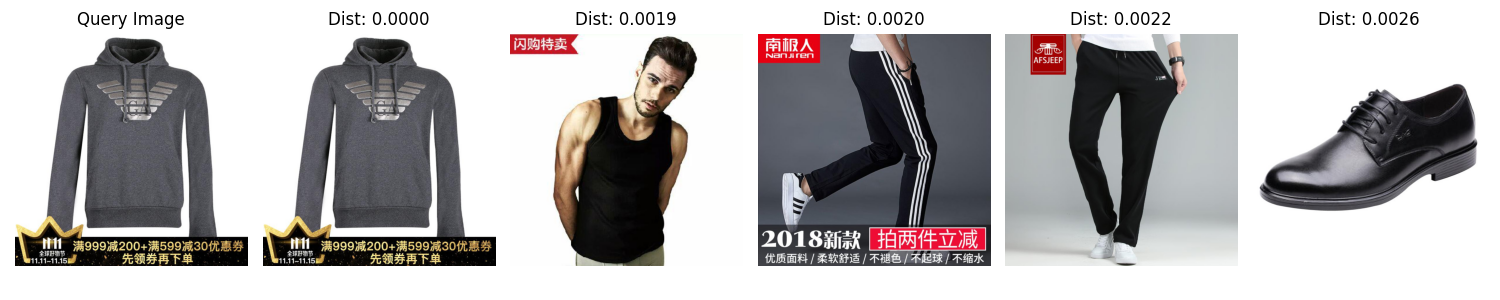 Query Image
Dist: 0.0000
Dist: 0.0019
Dist: 0.0020
Dist: 0.0022
Dist: 0.0026
11.11
全球好物节
11.11-11.15
满999减200+满599减30优惠券
先领券再下单
11.11
全球好物节
11.11-11.15
满999减200+满599减30优惠券
先领券再下单
闪购特卖
南极人
Nanjiren
2018新款 拍两件立减
优质面料 / 柔软舒适 / 不褪色 / 不起球 / 不缩水
AFSJEEP